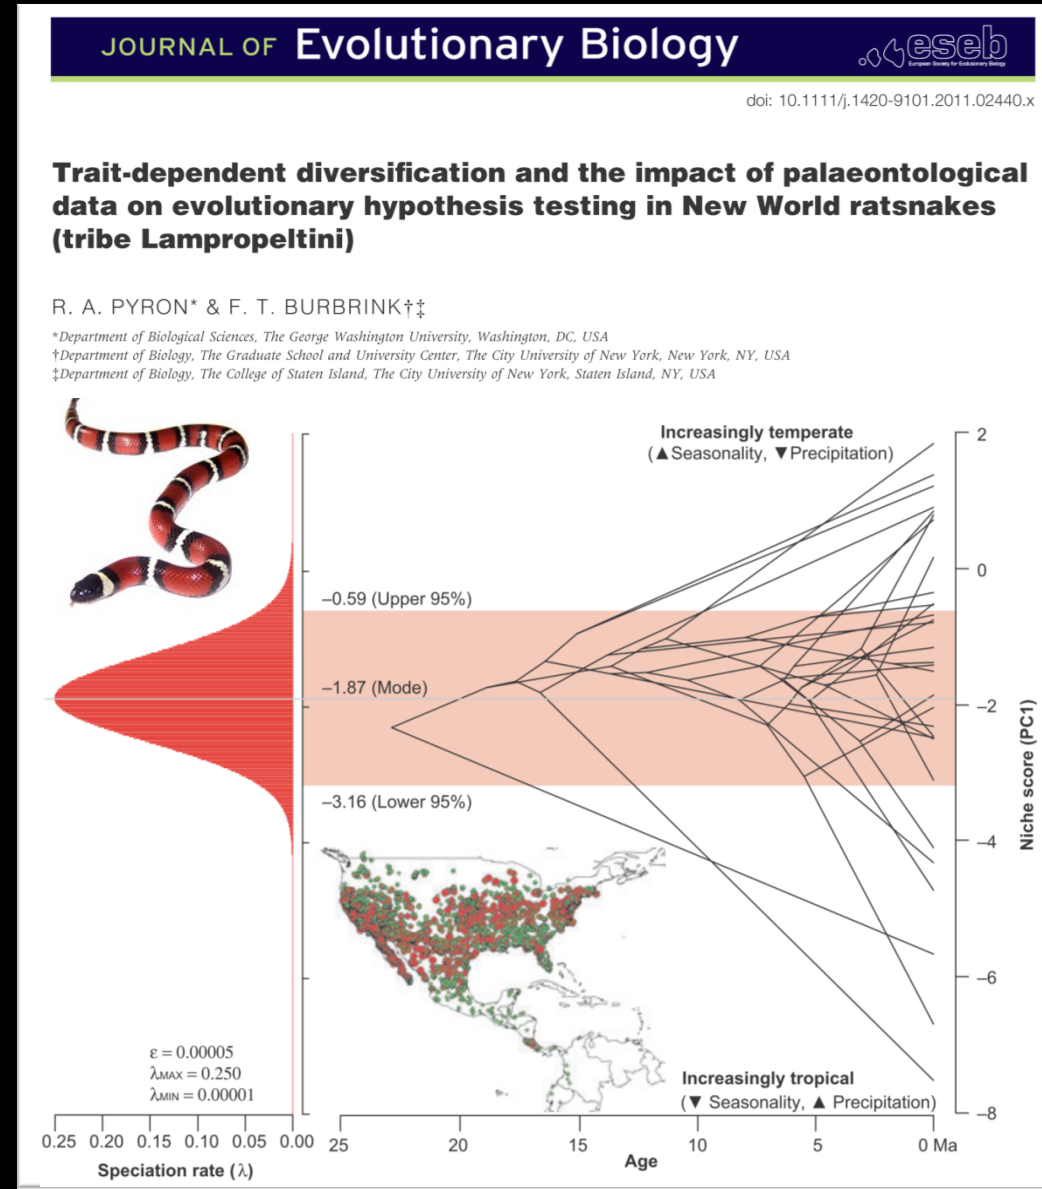 JOURNAL OF Evolutionary Biology
eseb
European Society for Evolutionary Biology
doi: 10.1111/j.1420-9101.2011.02440.x
Trait-dependent diversification and the impact of palaeontological
data on evolutionary hypothesis testing in New World ratsnakes
(tribe Lampropeltini)
R. A. PYRON* & F. T. BURBRINK†‡
*Department of Biological Sciences, The George Washington University, Washington, DC, USA
†Department of Biology, The Graduate School and University Center, The City University of New York, New York, NY, USA
‡Department of Biology, The College of Staten Island, The City University of New York, Staten Island, NY, USA
Increasingly temperate
(▲Seasonality, ▼Precipitation)
2
0
–2
–4
–6
–8
Niche score (PC1)
–0.59 (Upper 95%)
–1.87 (Mode)
–3.16 (Lower 95%)
ε = 0.00005
λMAX = 0.250
λMIN = 0.00001
Increasingly tropical
(▼ Seasonality, ▲ Precipitation)
0.25 0.20 0.15 0.10 0.05 0.00
Speciation rate (λ)
25 20 15 10 5 0 Ma
Age